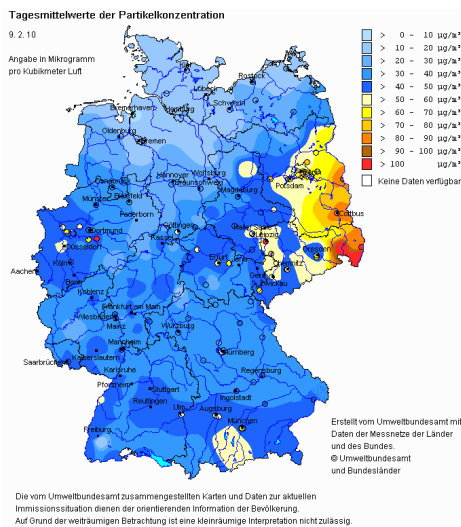 Tagesmittelwerte der Partikelkonzentration
9. 2. 10
Angabe in Mikrogramm
pro Kubikmeter Luft
> 0 - 10 µg/m³
> 10 - 20 µg/m³
> 20 - 30 µg/m³
> 30 - 40 µg/m³
> 40 - 50 µg/m³
> 50 - 60 µg/m³
> 60 - 70 µg/m³
> 70 - 80 µg/m³
> 80 - 90 µg/m³
> 90 - 100 µg/m³
> 100 µg/m³
Keine Daten verfügbar
Kiel
Rostock
Lübeck
Schwerin
Bremerhaven
Hamburg
Oldenburg
Bremen
Hannover
Wolfsburg
Braunschweig
Potsdam
Magdeburg
Bielefeld
Münster
Paderborn
Cottbus
Göttingen
Halle/Saale
Leipzig
Dortmund
Düsseldorf
Kassel
Dresden
Köln
Erfurt
Jena
Chemnitz
Gera
Zwickau
Aachen
Bonn
Koblenz
Frankfurt am Main
Wiesbaden
Mainz
Würzburg
Mannheim
Kaiserslautern
Nürnberg
Saarbrücken
Karlsruhe
Regensburg
Pforzheim
Stuttgart
Ingolstadt
Reutlingen
Ulm
Augsburg
München
Freiburg
Erstellt vom Umweltbundesamt mit
Daten der Messnetze der Länder
und des Bundes.
© Umweltbundesamt
und Bundesländer
Die vom Umweltbundesamt zusammengestellten Karten und Daten zur aktuellen
Immissionssituation dienen der orientierenden Information der Bevölkerung.
Auf Grund der weiträumigen Betrachtung ist eine kleinräumige Interpretation nicht zulässig.